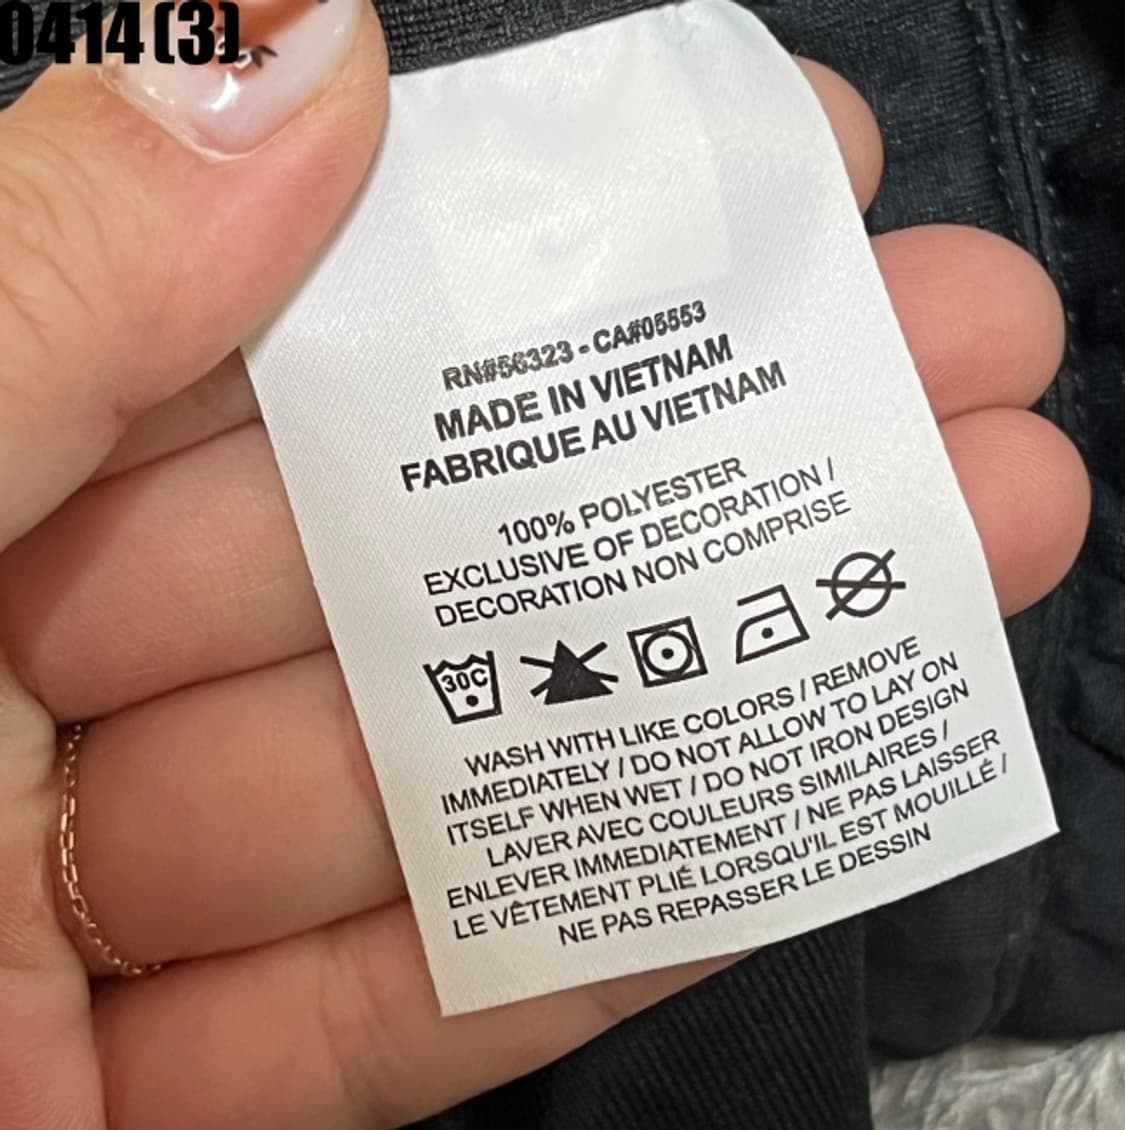 0414(3)
RN#56323 - CA#05553
MADE IN VIETNAM
FABRIQUE AU VIETNAM
100% POLYESTER
EXCLUSIVE OF DECORATION /
DECORATION NON COMPRISE
30C
WASH WITH LIKE COLORS / REMOVE
IMMEDIATELY / DO NOT ALLOW TO LAY ON
ITSELF WHEN WET / DO NOT IRON DESIGN
LAVER AVEC COULEURS SIMILAIRES /
ENLEVER IMMEDIATEMENT / NE PAS LAISSER
LE VÊTEMENT PLIÉ LORSQU'IL EST MOUILLÉ /
NE PAS REPASSER LE DESSIN